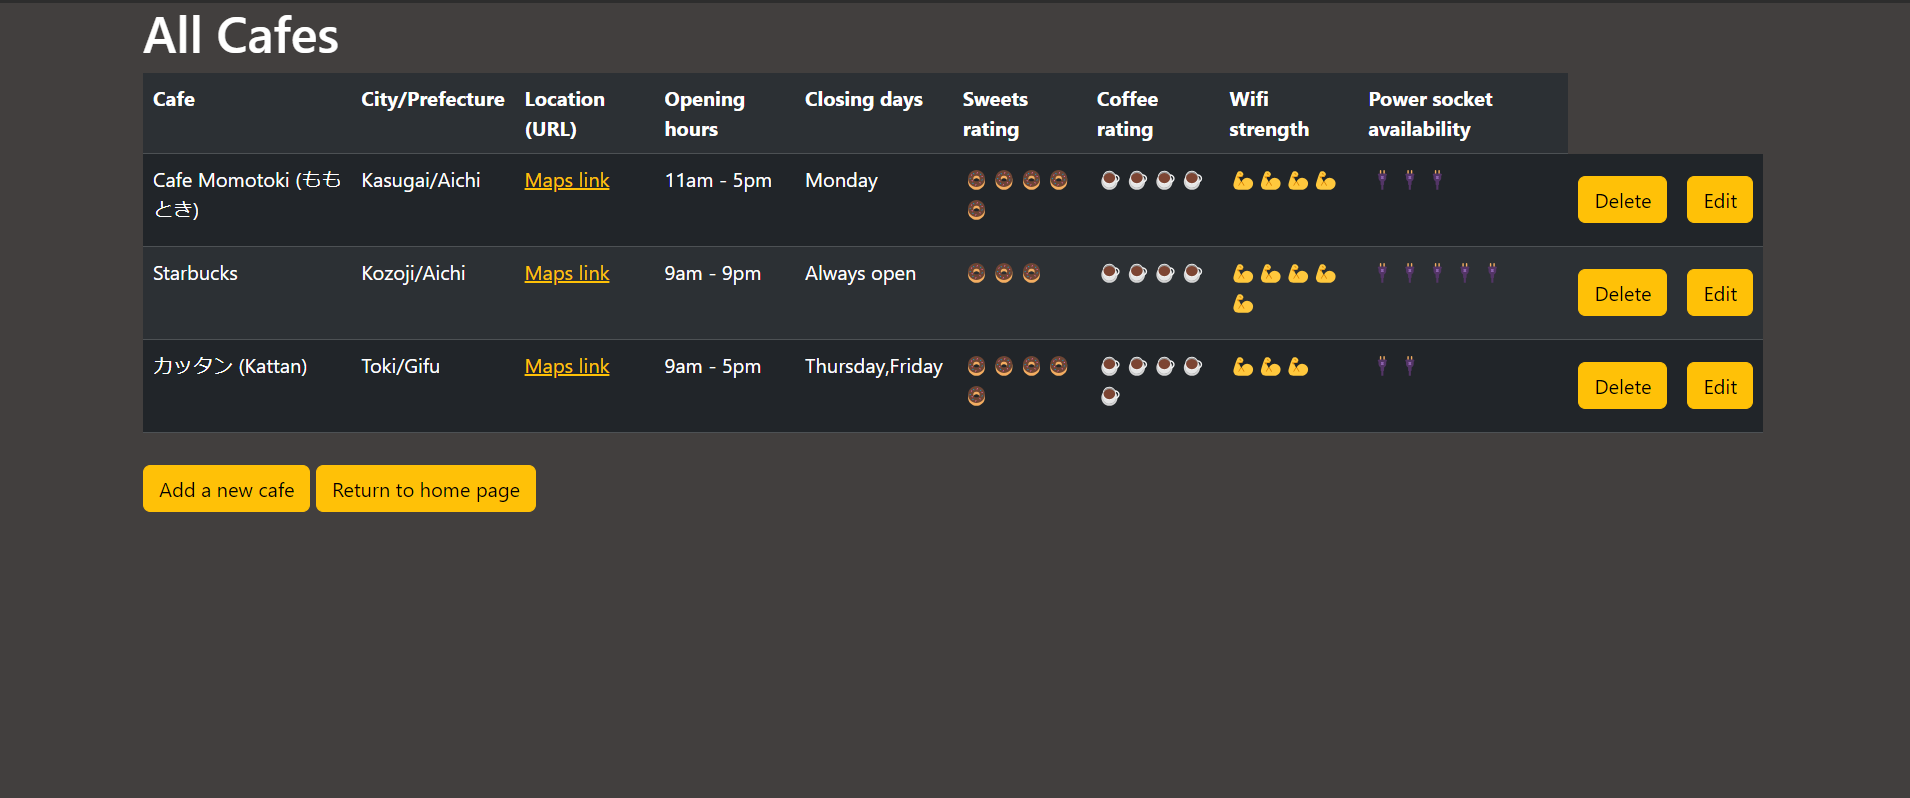 All Cafes
Cafe City/Prefecture Location (URL) Opening hours Closing days Sweets rating Coffee rating Wifi strength Power socket availability
Cafe Momotoki (ももとき) Kasugai/Aichi Maps link 11am - 5pm Monday 🍩🍩🍩🍩🍩 ☕☕☕☕ 💪💪💪💪 🔌🔌🔌 Delete Edit
Starbucks Kozoji/Aichi Maps link 9am - 9pm Always open 🍩🍩🍩 ☕☕☕☕ 💪💪💪💪💪 🔌🔌🔌🔌🔌 Delete Edit
カッタン (Kattan) Toki/Gifu Maps link 9am - 5pm Thursday,Friday 🍩🍩🍩🍩🍩 ☕☕☕☕☕ 💪💪💪 🔌🔌 Delete Edit
Add a new cafe Return to home page